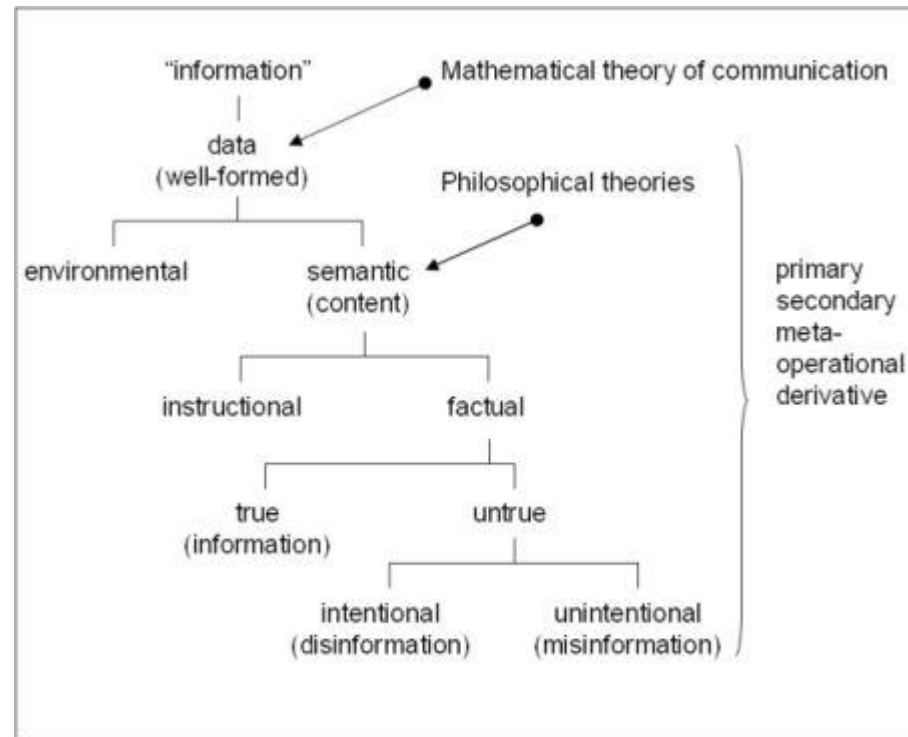 “information”
Mathematical theory of communication
data
(well-formed)
Philosophical theories
environmental
semantic
(content)
primary
secondary
meta-
operational
derivative
instructional
factual
true
(information)
untrue
intentional
(disinformation)
unintentional
(misinformation)